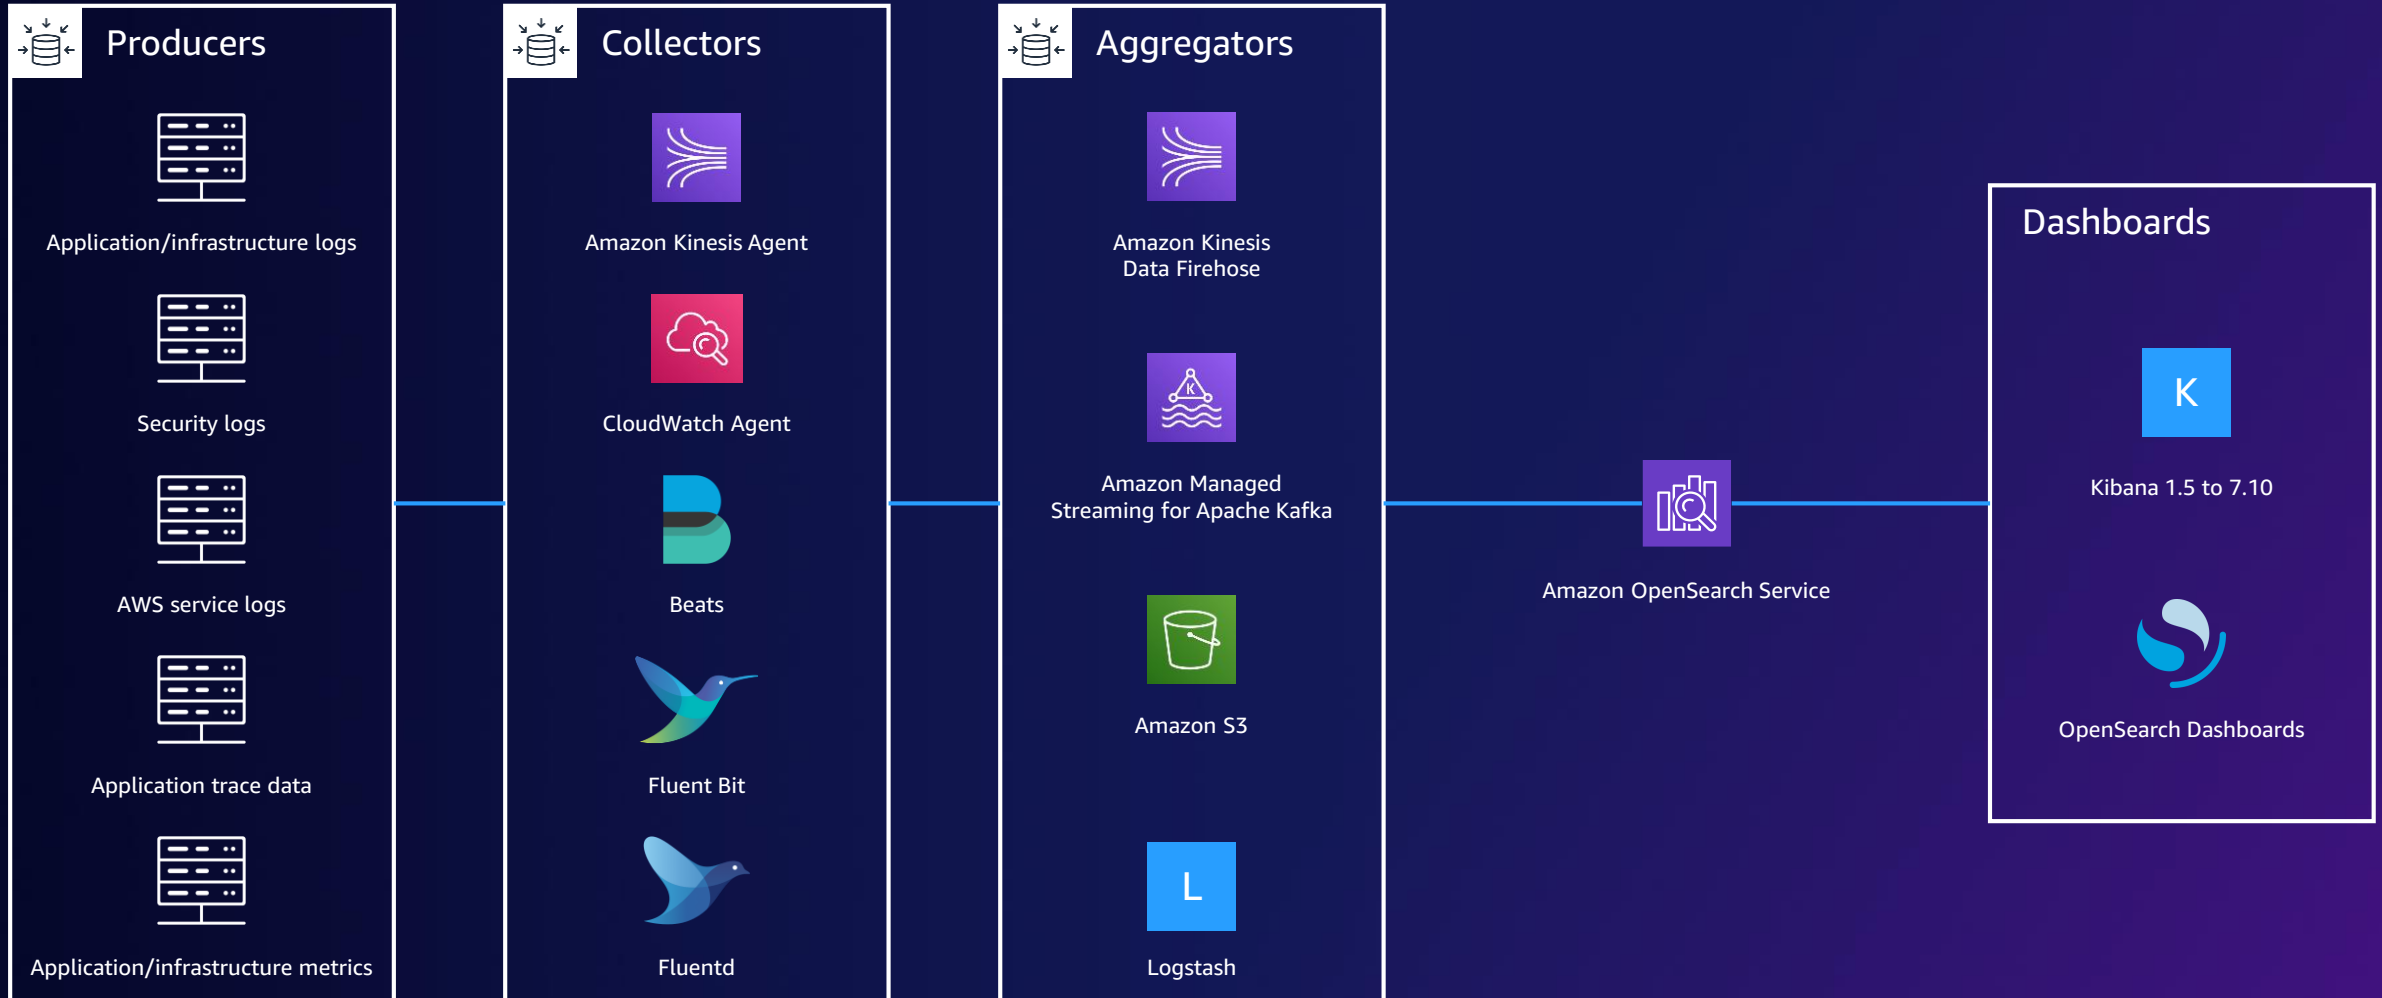 Producers
Application/infrastructure logs
Security logs
AWS service logs
Application trace data
Application/infrastructure metrics
Collectors
Amazon Kinesis Agent
CloudWatch Agent
Beats
Fluent Bit
Fluentd
Aggregators
Amazon Kinesis
Data Firehose
K
Amazon Managed
Streaming for Apache Kafka
Amazon S3
L
Logstash
Amazon OpenSearch Service
Dashboards
K
Kibana 1.5 to 7.10
OpenSearch Dashboards